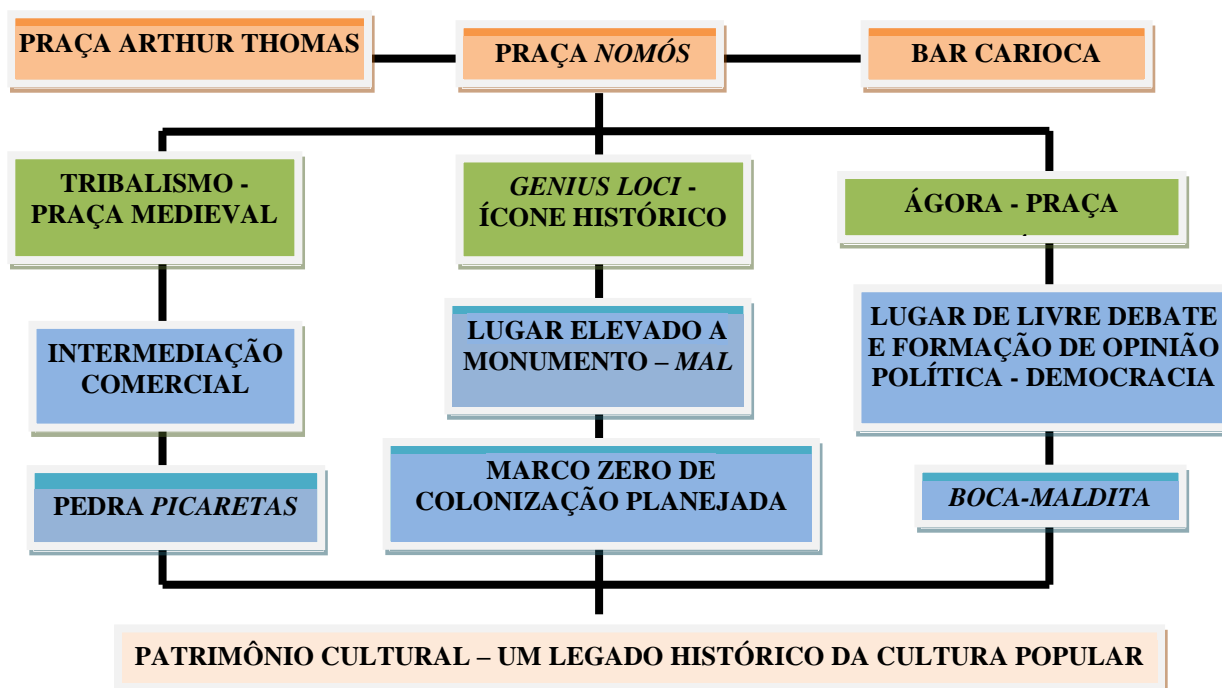 PRAÇA ARTHUR THOMAS
PRAÇA NOMÓS
BAR CARIOCA
TRIBALISMO -
PRAÇA MEDIEVAL
GENIUS LOCI -
ÍCONE HISTÓRICO
ÁGORA - PRAÇA
INTERMEDIAÇÃO
COMERCIAL
LUGAR ELEVADO A
MONUMENTO – MAL
LUGAR DE LIVRE DEBATE
E FORMAÇÃO DE OPINIÃO
POLÍTICA - DEMOCRACIA
PEDRA PICARETAS
MARCO ZERO DE
COLONIZAÇÃO PLANEJADA
BOCA-MALDITA
PATRIMÔNIO CULTURAL – UM LEGADO HISTÓRICO DA CULTURA POPULAR